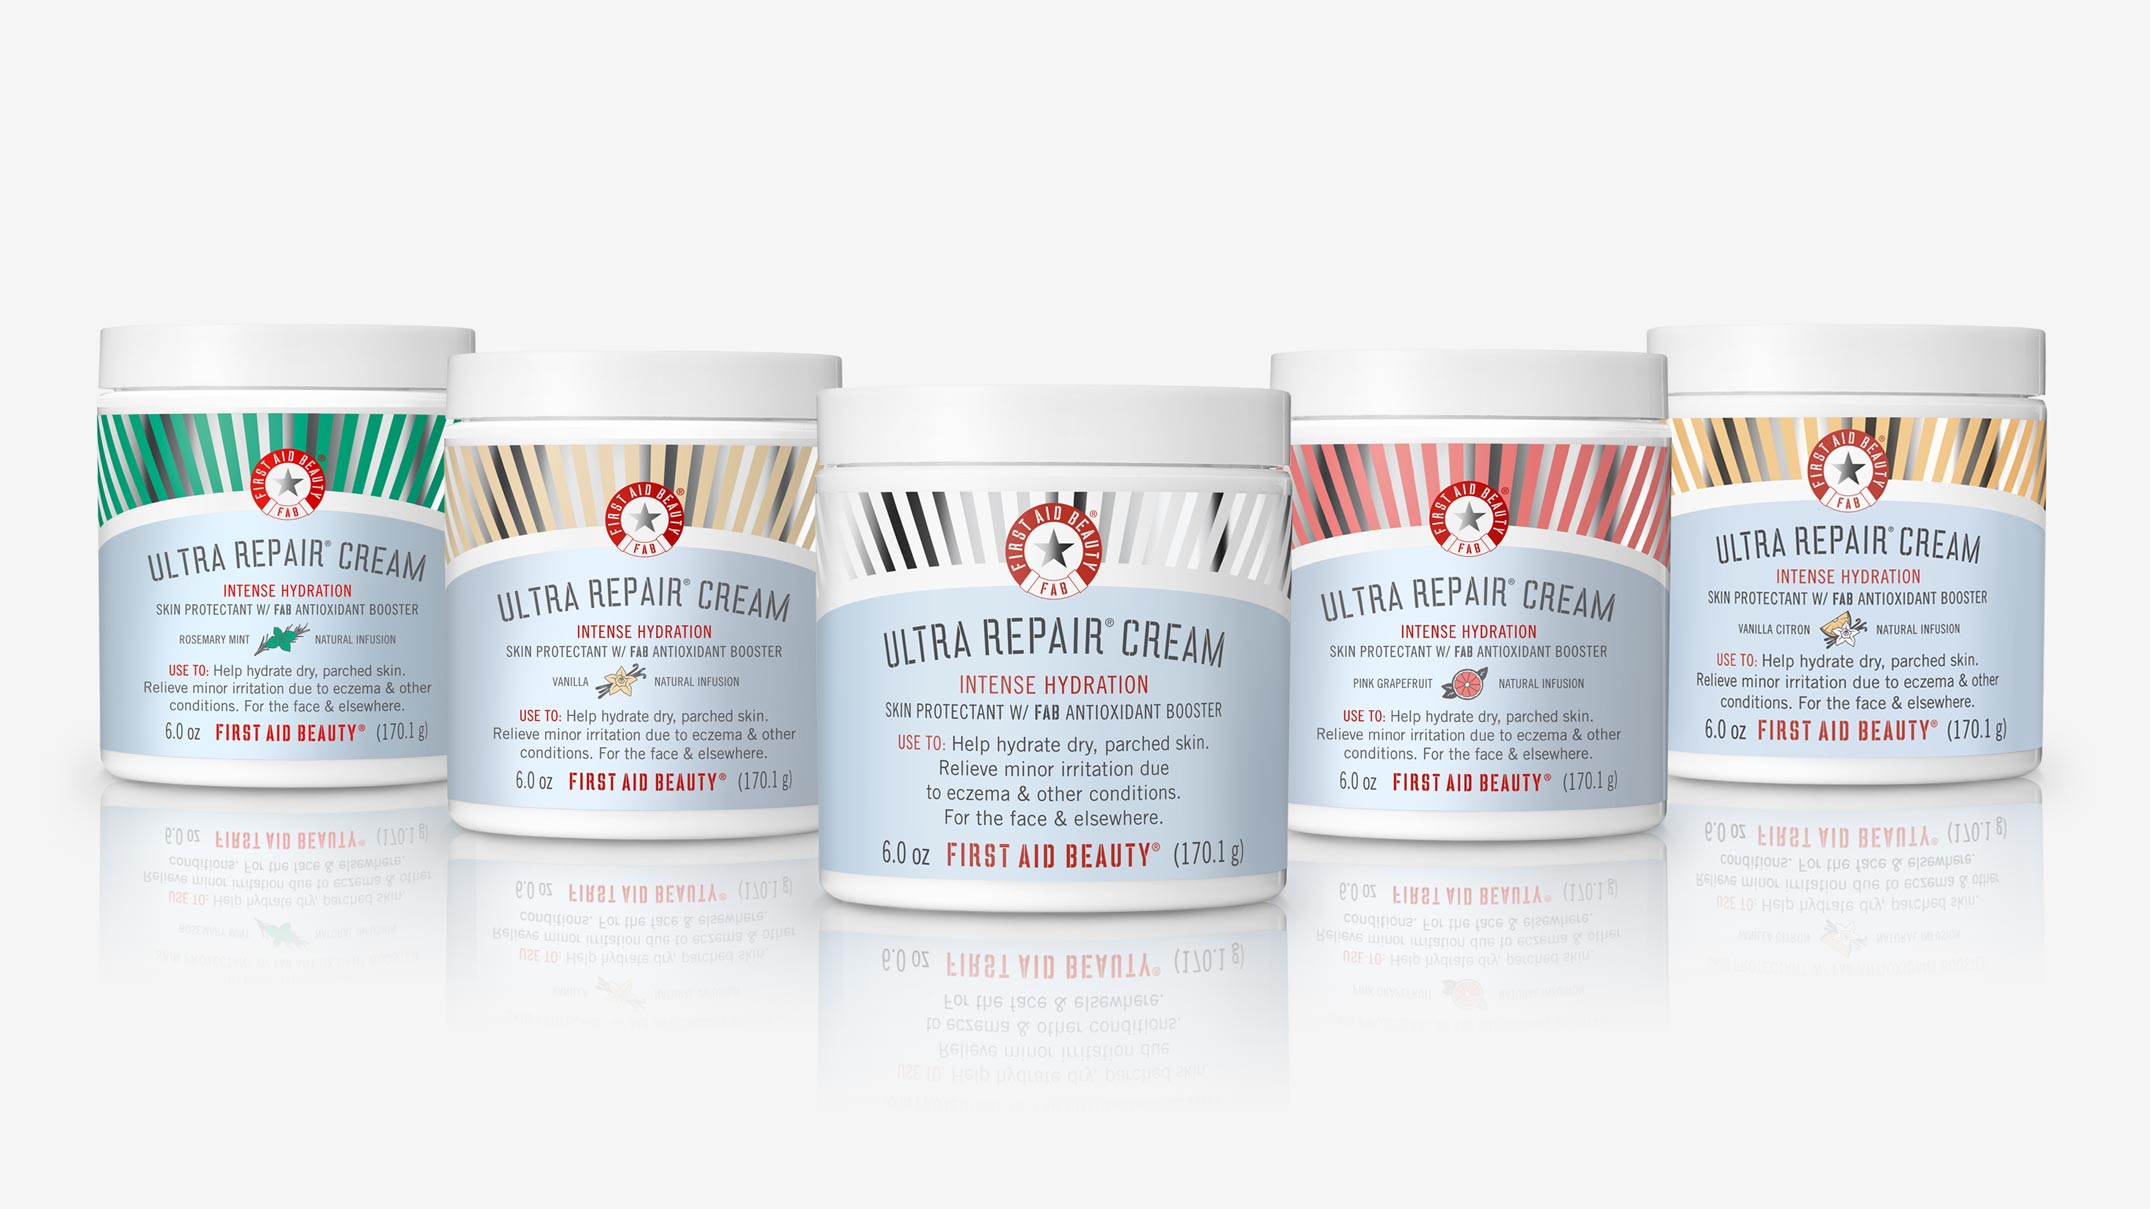 FIRST AID BEAUTY®
FAB
ULTRA REPAIR® CREAM
INTENSE HYDRATION
SKIN PROTECTANT W/ FAB ANTIOXIDANT BOOSTER
ROSEMARY MINT NATURAL INFUSION
USE TO: Help hydrate dry, parched skin.
Relieve minor irritation due to eczema & other
conditions. For the face & elsewhere.
6.0 oz FIRST AID BEAUTY® (170.1 g)
FIRST AID BEAUTY®
FAB
ULTRA REPAIR® CREAM
INTENSE HYDRATION
SKIN PROTECTANT W/ FAB ANTIOXIDANT BOOSTER
VANILLA NATURAL INFUSION
USE TO: Help hydrate dry, parched skin.
Relieve minor irritation due to eczema & other
conditions. For the face & elsewhere.
6.0 oz FIRST AID BEAUTY® (170.1 g)
FIRST AID BEAUTY®
FAB
ULTRA REPAIR® CREAM
INTENSE HYDRATION
SKIN PROTECTANT W/ FAB ANTIOXIDANT BOOSTER
USE TO: Help hydrate dry, parched skin.
Relieve minor irritation due
to eczema & other conditions.
For the face & elsewhere.
6.0 oz FIRST AID BEAUTY® (170.1 g)
FIRST AID BEAUTY®
FAB
ULTRA REPAIR® CREAM
INTENSE HYDRATION
SKIN PROTECTANT W/ FAB ANTIOXIDANT BOOSTER
PINK GRAPEFRUIT NATURAL INFUSION
USE TO: Help hydrate dry, parched skin.
Relieve minor irritation due to eczema & other
conditions. For the face & elsewhere.
6.0 oz FIRST AID BEAUTY® (170.1 g)
FIRST AID BEAUTY®
FAB
ULTRA REPAIR® CREAM
INTENSE HYDRATION
SKIN PROTECTANT W/ FAB ANTIOXIDANT BOOSTER
VANILLA CITRON NATURAL INFUSION
USE TO: Help hydrate dry, parched skin.
Relieve minor irritation due to eczema & other
conditions. For the face & elsewhere.
6.0 oz FIRST AID BEAUTY® (170.1 g)